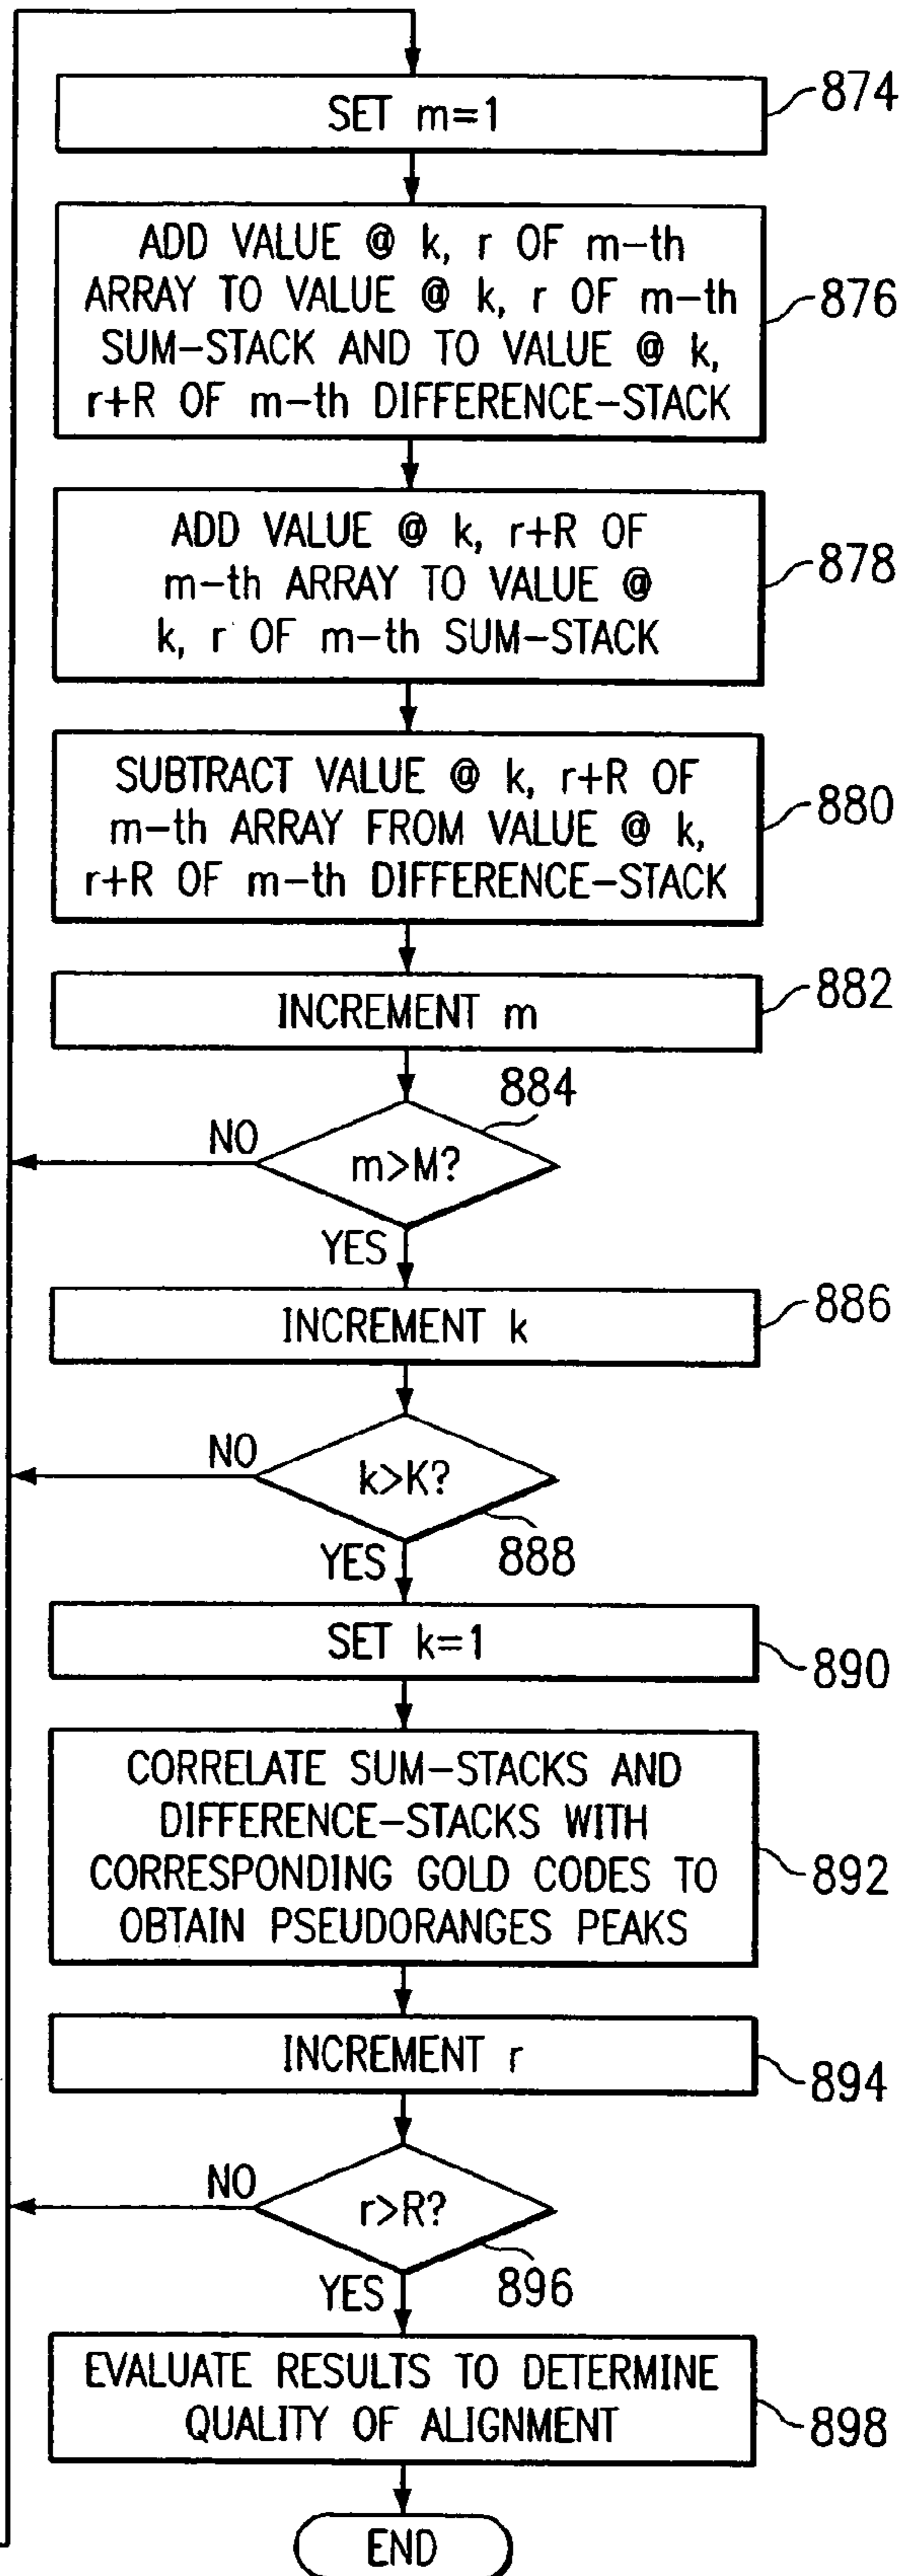 SET m=1
874
ADD VALUE @ k, r OF m-th
ARRAY TO VALUE @ k, r OF m-th
SUM-STACK AND TO VALUE @ k,
r+R OF m-th DIFFERENCE-STACK
876
ADD VALUE @ k, r+R OF
m-th ARRAY TO VALUE @
k, r OF m-th SUM-STACK
878
SUBTRACT VALUE @ k, r+R OF
m-th ARRAY FROM VALUE @ k,
r+R OF m-th DIFFERENCE-STACK
880
INCREMENT m
882
884
NO
m>M?
YES
INCREMENT k
886
NO
k>K?
888
YES
SET k=1
890
CORRELATE SUM-STACKS AND
DIFFERENCE-STACKS WITH
CORRESPONDING GOLD CODES TO
OBTAIN PSEUDORANGES PEAKS
892
INCREMENT r
894
NO
r>R?
896
YES
EVALUATE RESULTS TO DETERMINE
QUALITY OF ALIGNMENT
898
END